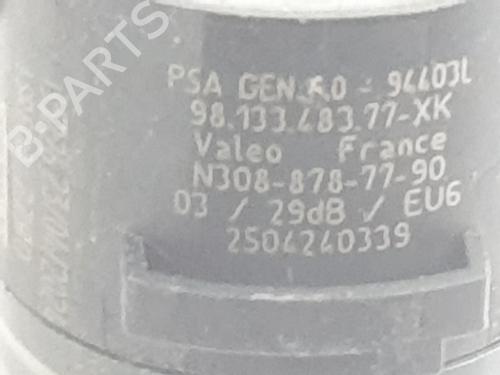 PSA GEN 5.0 - 94403L
98.133.483.77-XK
Valeo France
N308-878-77-90
03 / 29dB / EU6
2504240339
B-PARTS